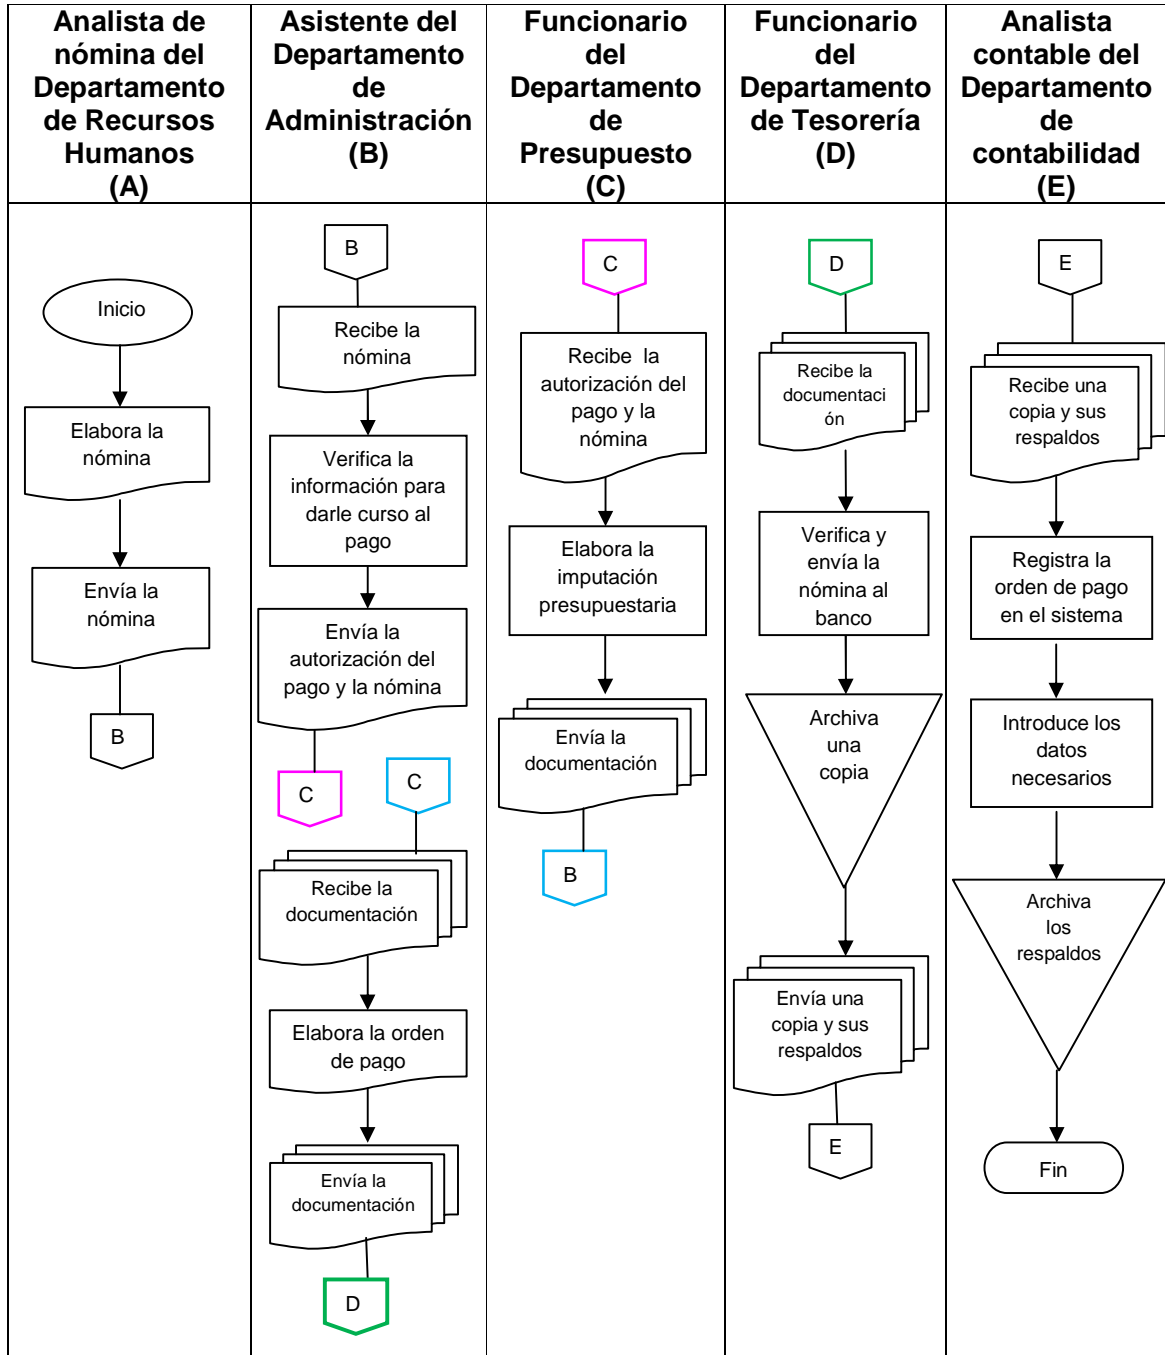 Analista de
nómina del
Departamento
de Recursos
Humanos
(A)
Asistente del
Departamento
de
Administración
(B)
Funcionario
del
Departamento
de
Presupuesto
(C)
Funcionario
del
Departamento
de Tesorería
(D)
Analista
contable del
Departamento
de
contabilidad
(E)
Inicio
Elabora la
nómina
Envía la
nómina
B
B
Recibe la
nómina
Verifica la
información para
darle curso al
pago
Envía la
autorización del
pago y la nómina
C
C
Recibe la
documentación
Elabora la orden
de pago
Envía la
documentación
D
C
Recibe la
autorización del
pago y la
nómina
Elabora la
imputación
presupuestaria
Envía la
documentación
B
D
Recibe la
documentaci
ón
Verifica y
envía la
nómina al
banco
Archiva
una
copia
Envía una
copia y sus
respaldos
E
E
Recibe una
copia y sus
respaldos
Registra la
orden de pago
en el sistema
Introduce los
datos
necesarios
Archiva
los
respaldos
Fin